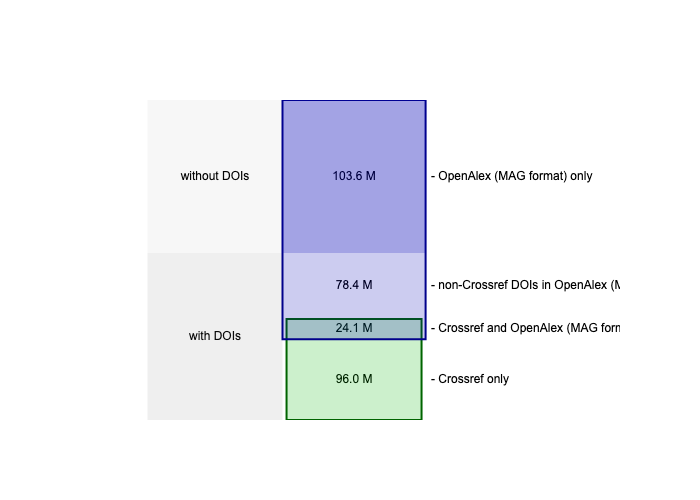 without DOIs
103.6 M
- OpenAlex (MAG format) only
78.4 M
- non-Crossref DOIs in OpenAlex (
with DOIs
24.1 M
- Crossref and OpenAlex (MAG form
96.0 M
- Crossref only